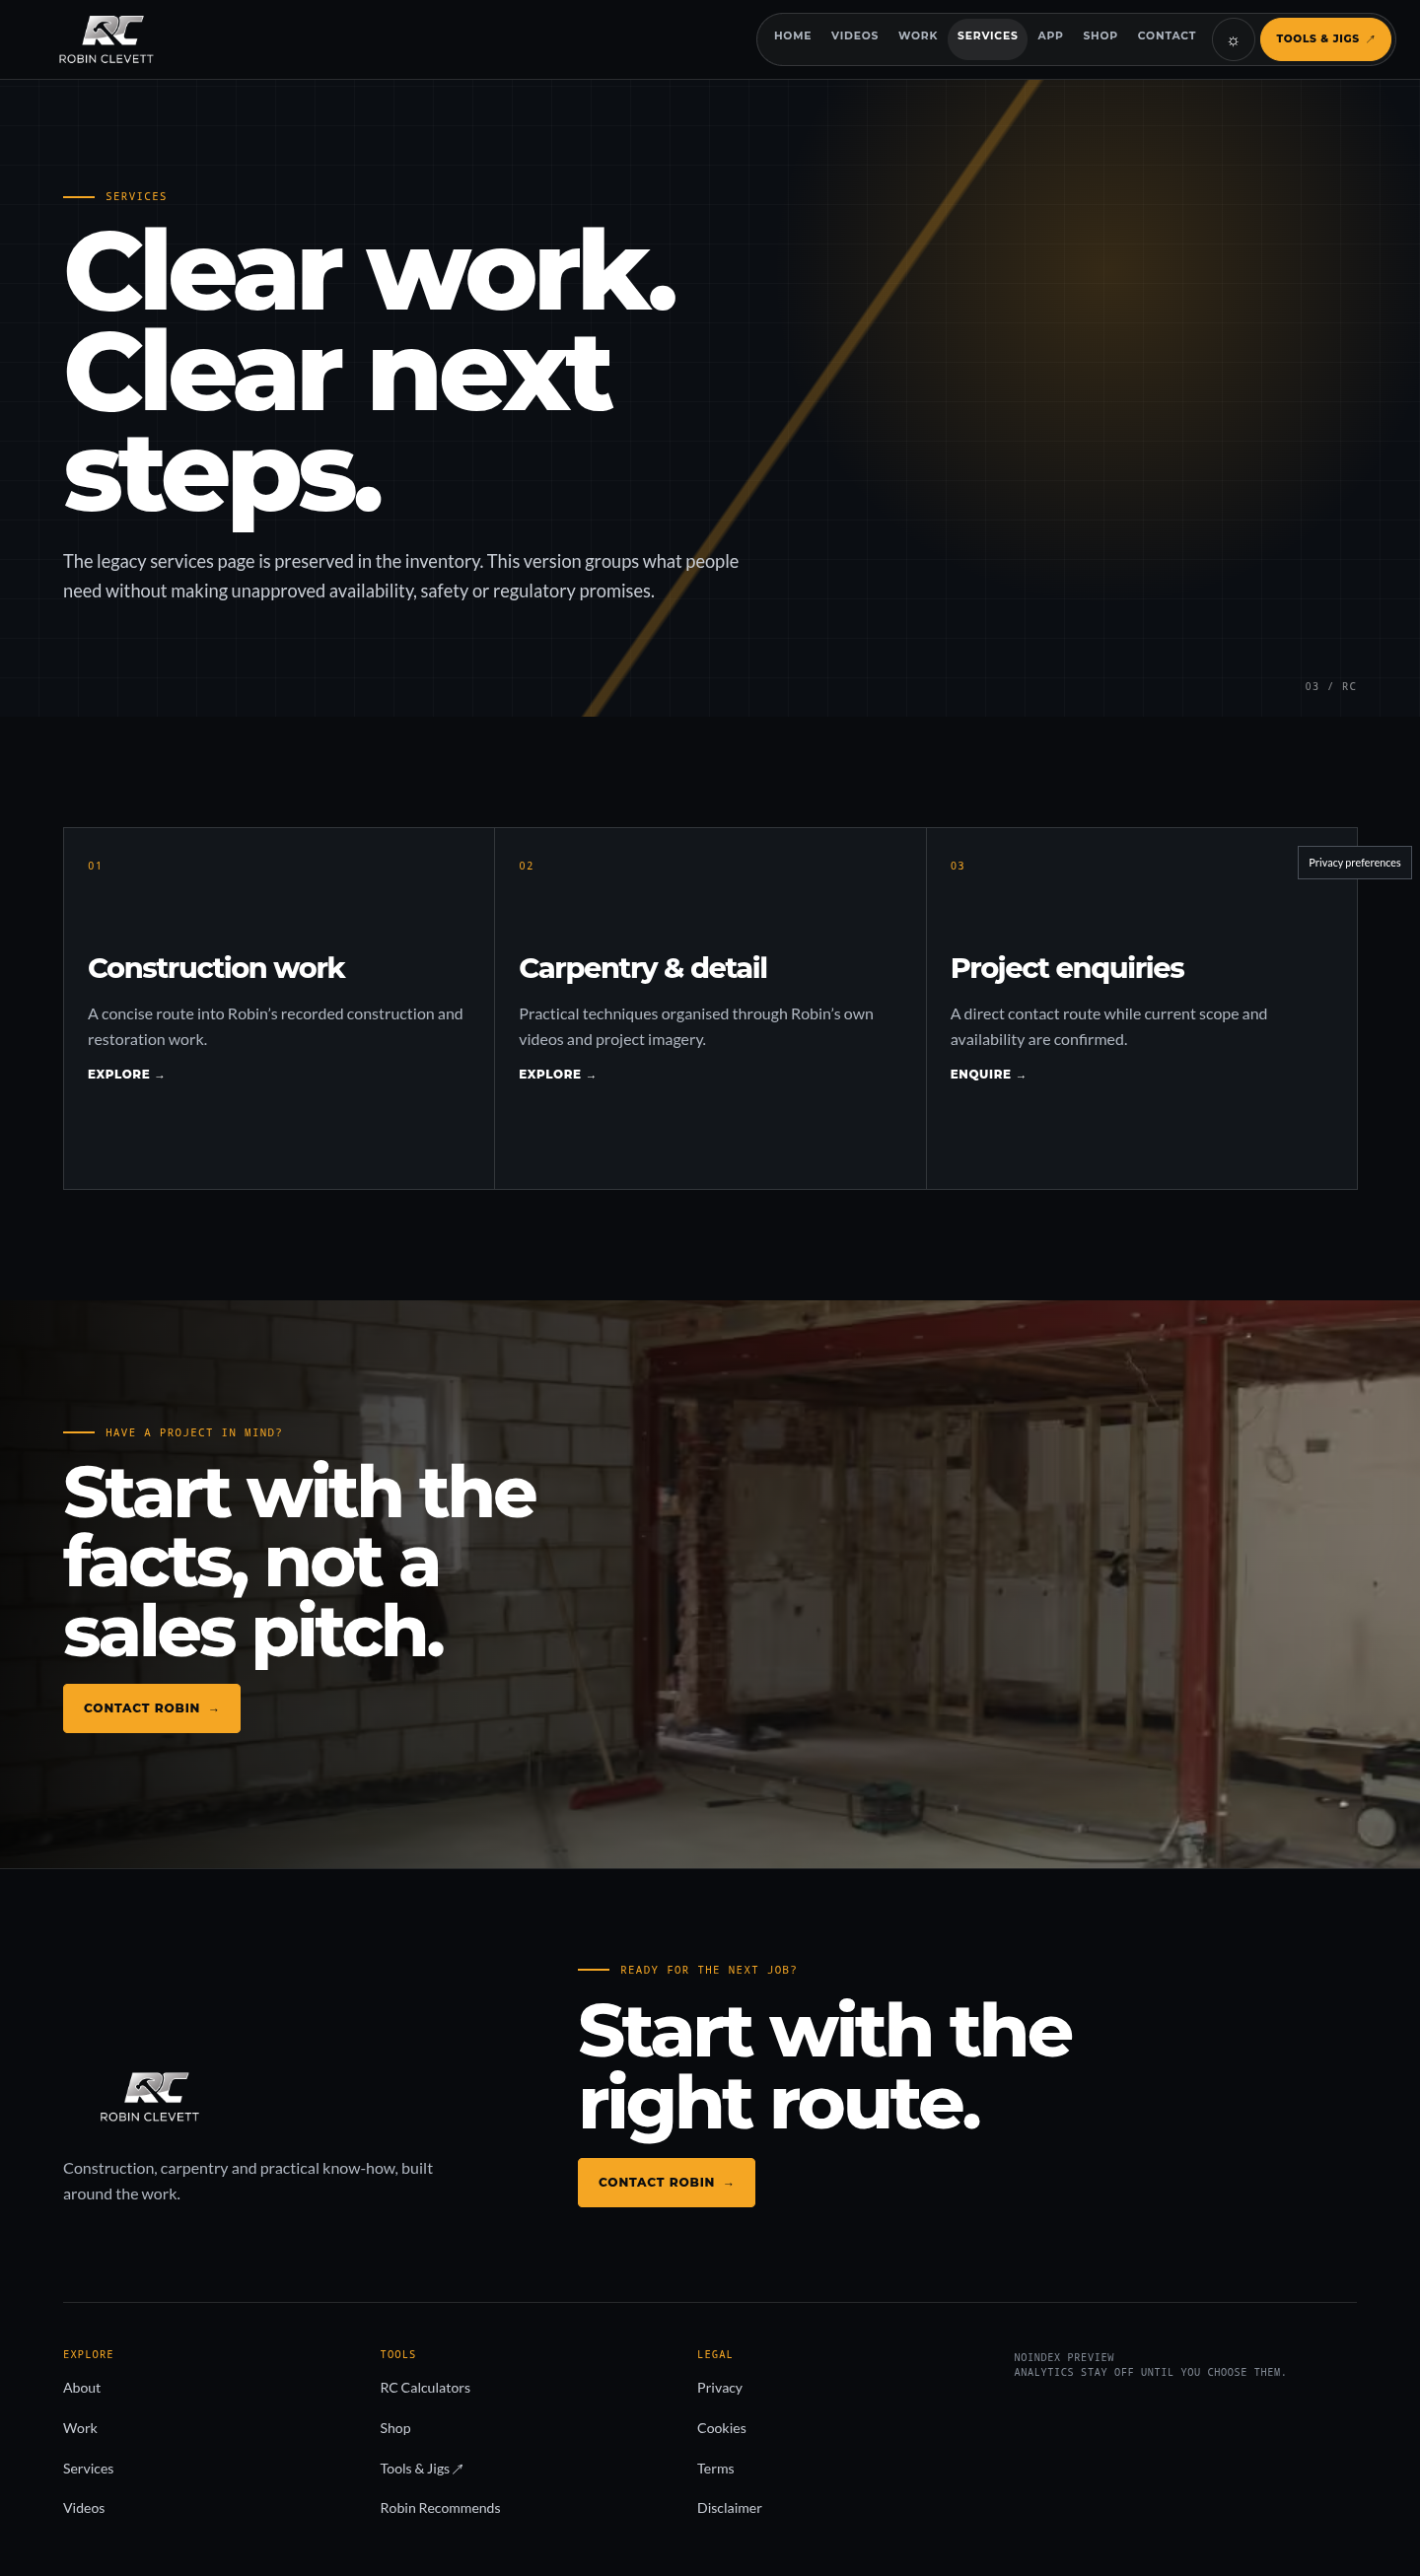 RC
ROBIN CLEVETT
HOME VIDEOS WORK SERVICES APP SHOP CONTACT ☼ TOOLS & JIGS ↗
SERVICES
Clear work.
Clear next
steps.
The legacy services page is preserved in the inventory. This version groups what people
need without making unapproved availability, safety or regulatory promises.
03 / RC
Privacy preferences
01
Construction work
A concise route into Robin’s recorded construction and
restoration work.
EXPLORE →
02
Carpentry & detail
Practical techniques organised through Robin’s own
videos and project imagery.
EXPLORE →
03
Project enquiries
A direct contact route while current scope and
availability are confirmed.
ENQUIRE →
HAVE A PROJECT IN MIND?
Start with the
facts, not a
sales pitch.
CONTACT ROBIN →
RC
ROBIN CLEVETT
Construction, carpentry and practical know-how, built
around the work.
READY FOR THE NEXT JOB?
Start with the
right route.
CONTACT ROBIN →
EXPLORE
About
Work
Services
Videos
TOOLS
RC Calculators
Shop
Tools & Jigs ↗
Robin Recommends
LEGAL
Privacy
Cookies
Terms
Disclaimer
NOINDEX PREVIEW
ANALYTICS STAY OFF UNTIL YOU CHOOSE THEM.